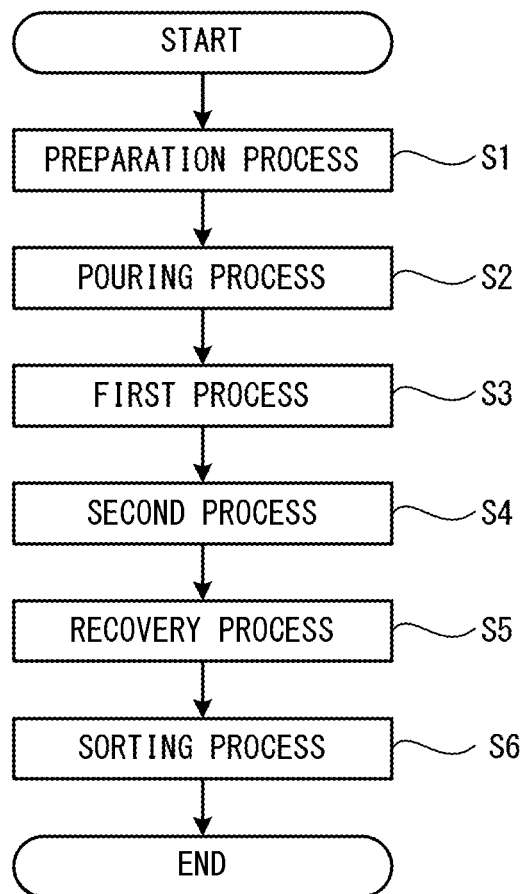 START
PREPARATION PROCESS S1
POURING PROCESS S2
FIRST PROCESS S3
SECOND PROCESS S4
RECOVERY PROCESS S5
SORTING PROCESS S6
END